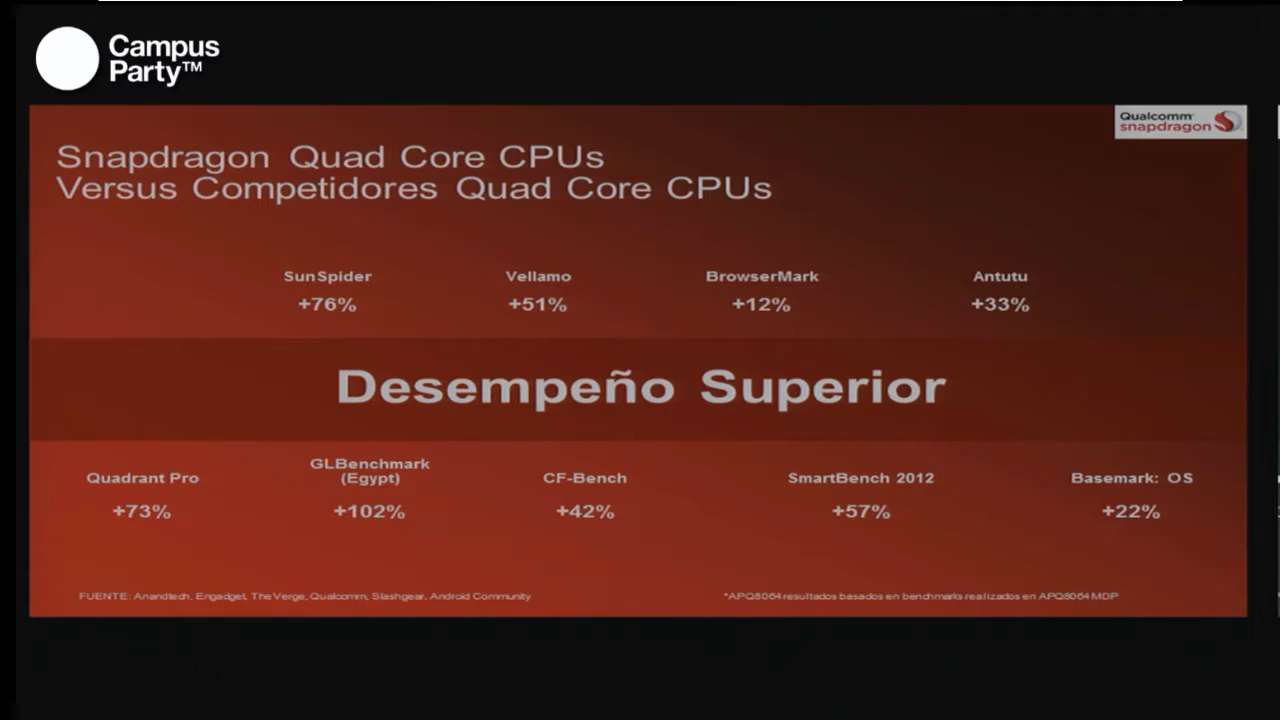 Campus
Party™
Qualcomm
snapdragon
Snapdragon Quad Core CPUs
Versus Competidores Quad Core CPUs
SunSpider Vellamo BrowserMark Antutu
+76% +51% +12% +33%
Desempeño Superior
Quadrant Pro GLBenchmark (Egypt) CF-Bench SmartBench 2012 Basemark: OS
+73% +102% +42% +57% +22%
FUENTE: Anandtech, Engadget, The Verge, Qualcomm, Slashgear, Android Community
*APQ8064 resultados basados en benchmarks realizados en APQ8064 MDP